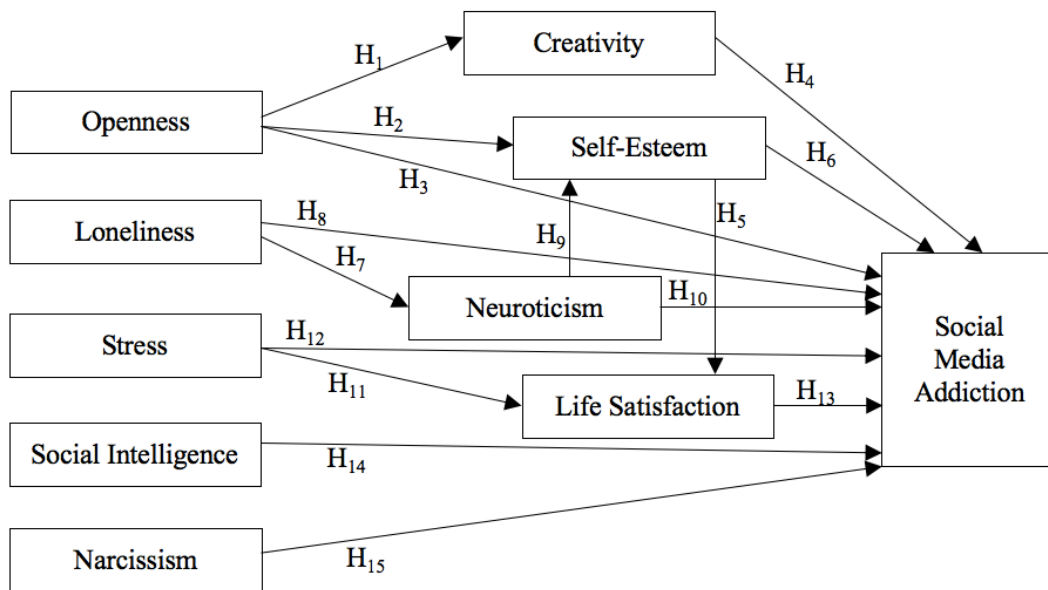 Creativity
H1
H4
Openness
H2
Self-Esteem
H6
H3
H5
Loneliness
H8
H7
H9
Neuroticism
H10
Stress
H12
H11
Life Satisfaction
H13
Social
Media
Addiction
Social Intelligence
H14
Narcissism
H15